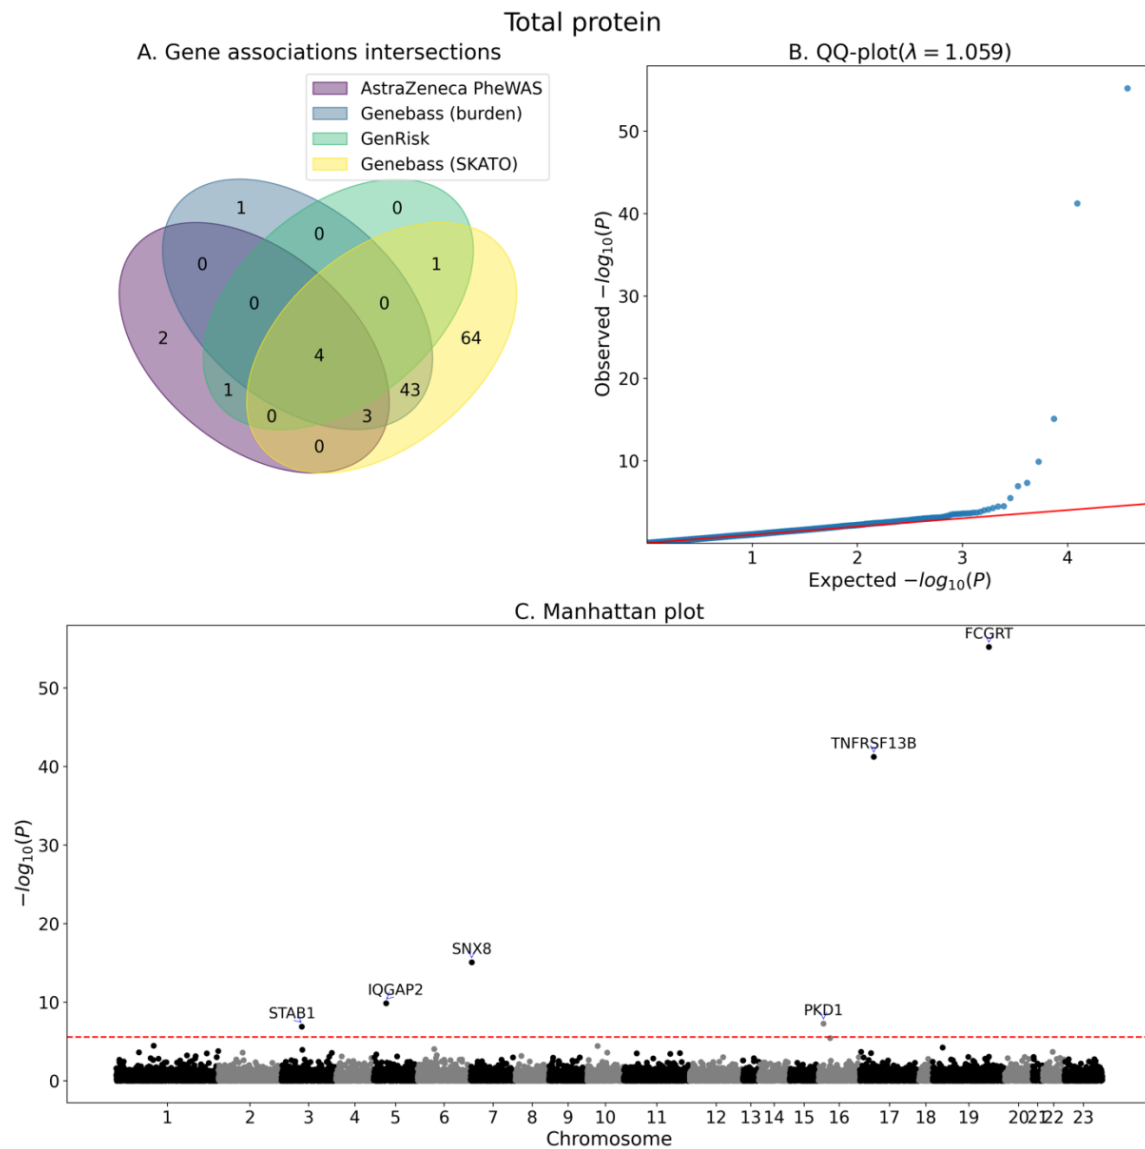 Total protein
A. Gene associations intersections
AstraZeneca PheWAS
Genebass (burden)
GenRisk
Genebass (SKATO)
1
0
0
0
1
0
0
2
64
4
1
43
0
3
0
B. QQ-plot(λ = 1.059)
Observed −log10(P)
50
40
30
20
10
1 2 3 4
Expected −log10(P)
C. Manhattan plot
−log10(P)
50
40
30
20
10
0
FCGRT
TNFRSF13B
SNX8
IQGAP2
STAB1
PKD1
1 2 3 4 5 6 7 8 9 10 11 12 13 14 15 16 17 18 19 20 21 22 23
Chromosome